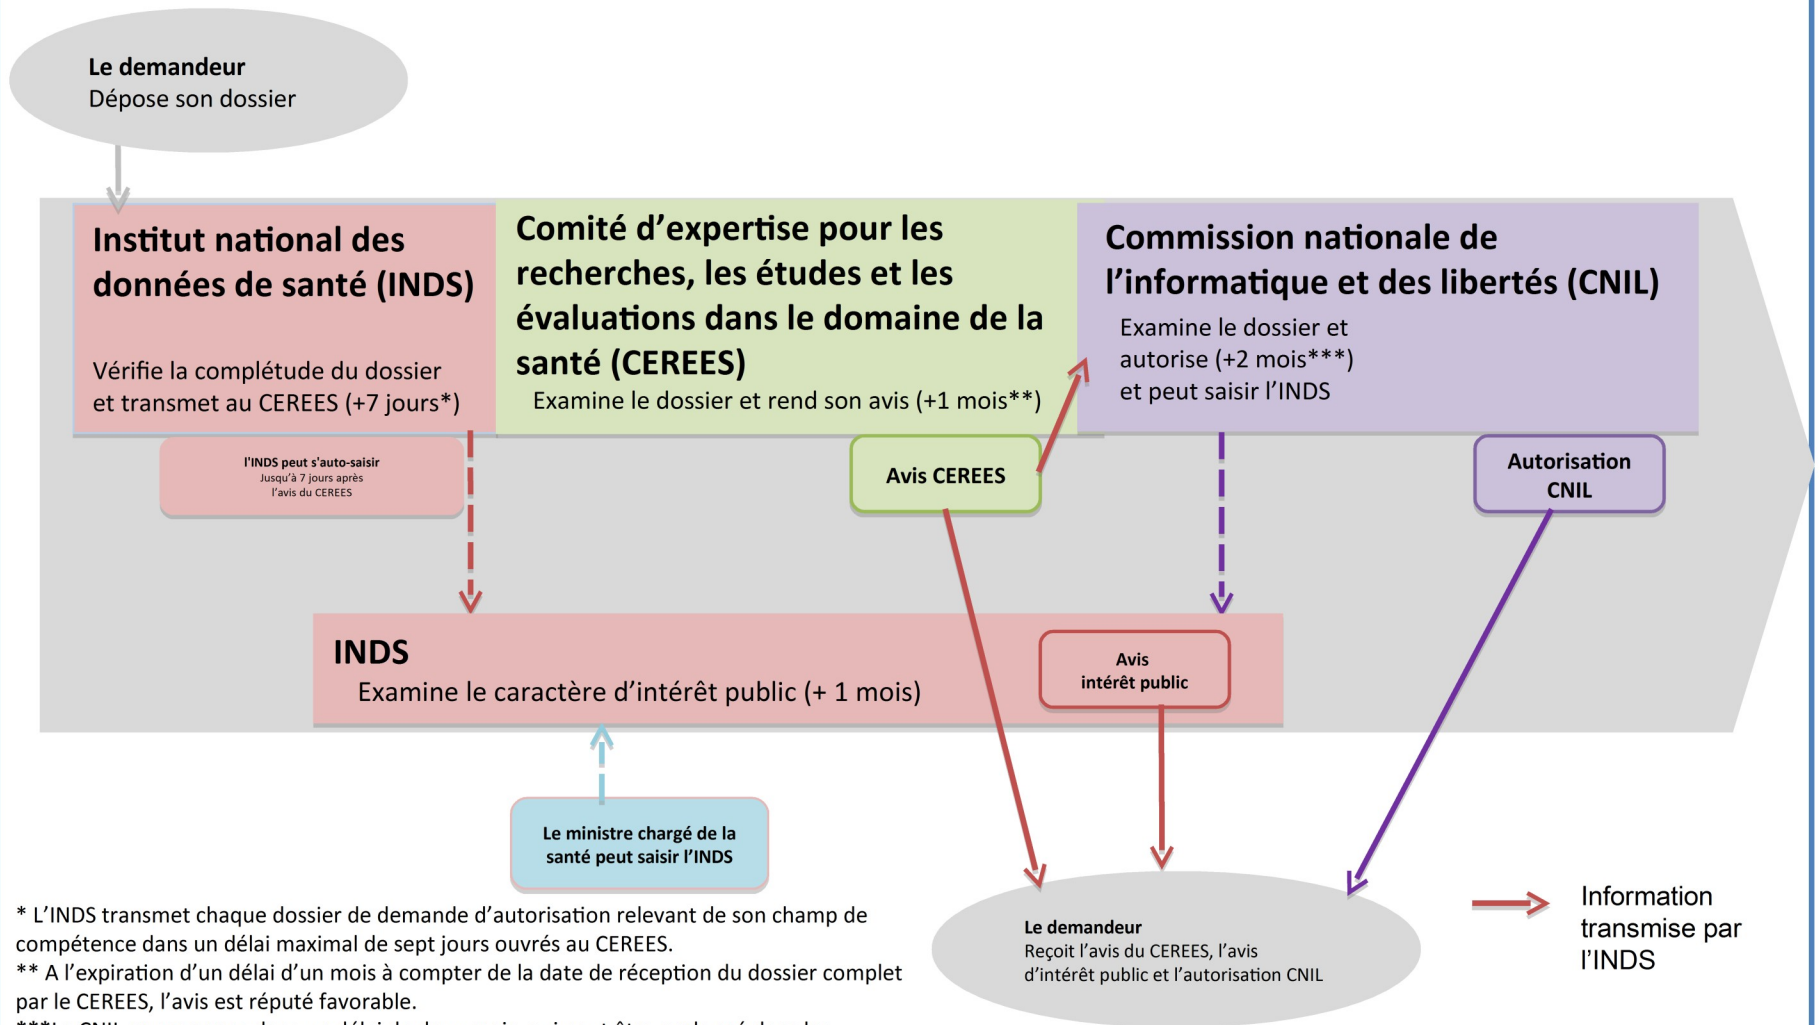 Le demandeur
Dépose son dossier
Institut national des
données de santé (INDS)
Vérifie la complétude du dossier
et transmet au CEREES (+7 jours*)
Comité d’expertise pour les
recherches, les études et les
évaluations dans le domaine de la
santé (CEREES)
Examine le dossier et rend son avis (+1 mois**)
Commission nationale de
l’informatique et des libertés (CNIL)
Examine le dossier et
autorise (+2 mois***)
et peut saisir l’INDS
l'INDS peut s'auto-saisir
Jusqu’à 7 jours après
l’avis du CEREES
Avis CEREES
Autorisation
CNIL
INDS
Examine le caractère d’intérêt public (+ 1 mois)
Avis
intérêt public
Le ministre chargé de la
santé peut saisir l’INDS
* L’INDS transmet chaque dossier de demande d’autorisation relevant de son champ de
compétence dans un délai maximal de sept jours ouvrés au CEREES.
** A l’expiration d’un délai d’un mois à compter de la date de réception du dossier complet
par le CEREES, l’avis est réputé favorable.
Le demandeur
Reçoit l’avis du CEREES, l’avis
d’intérêt public et l’autorisation CNIL
Information
transmise par
l’INDS